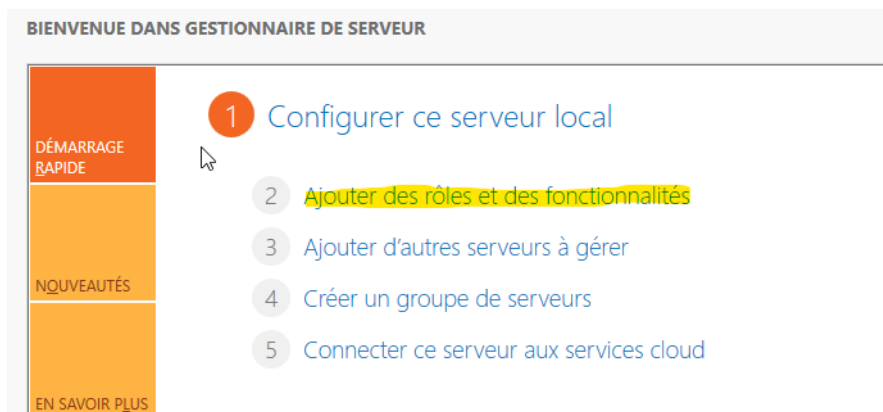 BIENVENUE DANS GESTIONNAIRE DE SERVEUR
DÉMARRAGE
RAPIDE
NOUVEAUTÉS
EN SAVOIR PLUS
1 Configurer ce serveur local
2 Ajouter des rôles et des fonctionnalités
3 Ajouter d’autres serveurs à gérer
4 Créer un groupe de serveurs
5 Connecter ce serveur aux services cloud